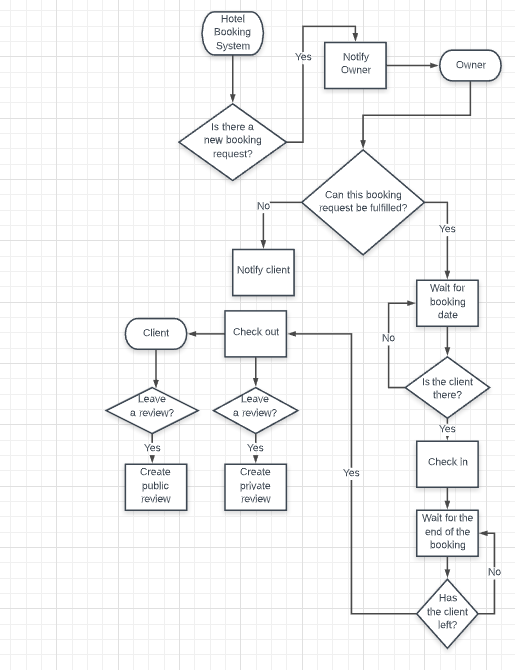 Hotel
Booking
System
Yes
Notify
Owner
Owner
Is there a
new booking
request?
Can this booking
request be fulfilled?
No
Yes
Notify client
Wait for
booking
date
Client
Check out
No
Is the client
there?
Leave
a review?
Leave
a review?
Yes
Yes
Yes
Check in
Create
public
review
Create
private
review
Yes
Wait for the
end of the
booking
No
Has
the client
left?